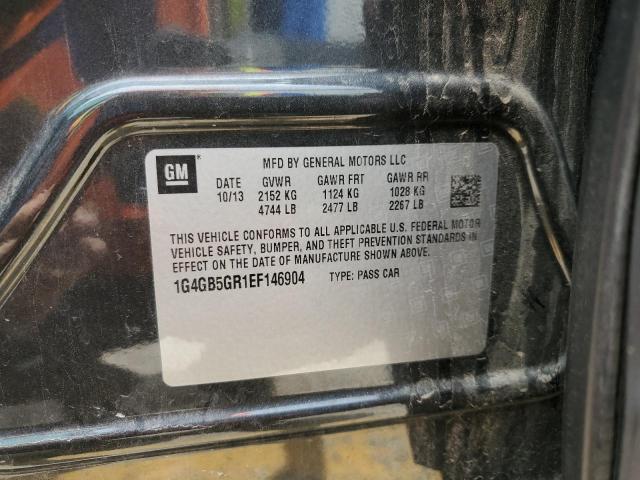 GM
MFD BY GENERAL MOTORS LLC
DATE GVWR GAWR FRT GAWR RR
10/13 2152 KG 1124 KG 1028 KG
4744 LB 2477 LB 2267 LB
THIS VEHICLE CONFORMS TO ALL APPLICABLE U.S. FEDERAL MOTOR
VEHICLE SAFETY, BUMPER, AND THEFT PREVENTION STANDARDS IN
EFFECT ON THE DATE OF MANUFACTURE SHOWN ABOVE.
1G4GB5GR1EF146904 TYPE: PASS CAR